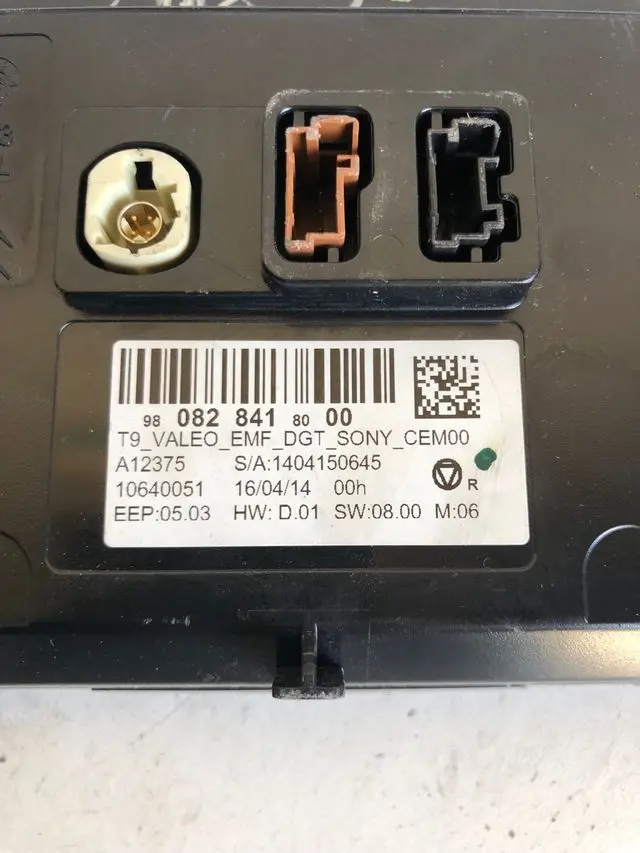 98 082 841 80 00
T9_VALEO_EMF_DGT_SONY_CEM00
A12375 S/A:1404150645
10640051 16/04/14 00h R
EEP:05.03 HW: D.01 SW:08.00 M:06